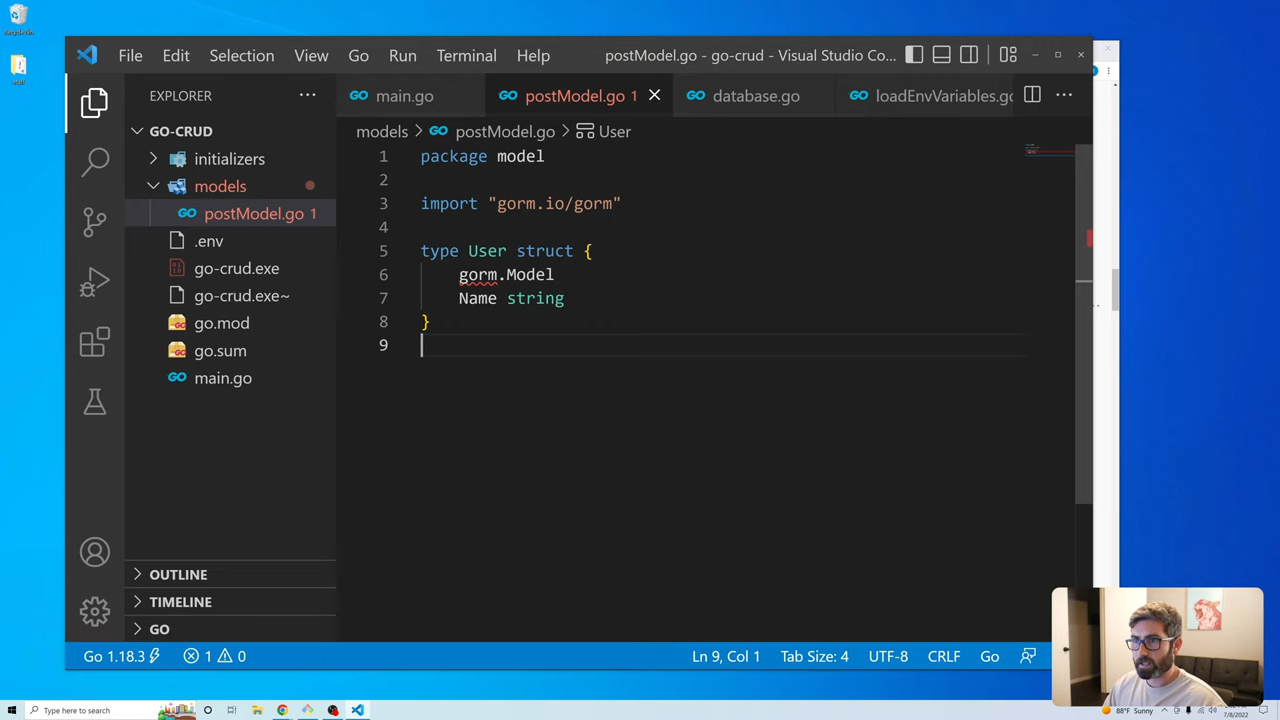 File Edit Selection View Go Run Terminal Help postModel.go - go-crud - Visual Studio Co...
EXPLORER
GO-CRUD
initializers
models
postModel.go 1
.env
go-crud.exe
go-crud.exe~
go.mod
go.sum
main.go
OUTLINE
TIMELINE
GO
main.go postModel.go 1 database.go loadEnvVariables.go
models > postModel.go > User
1 package model
2
3 import "gorm.io/gorm"
4
5 type User struct {
6 gorm.Model
7 Name string
8 }
9
Go 1.18.3 1 0 Ln 9, Col 1 Tab Size: 4 UTF-8 CRLF Go
Type here to search
88°F Sunny
7/8/2022